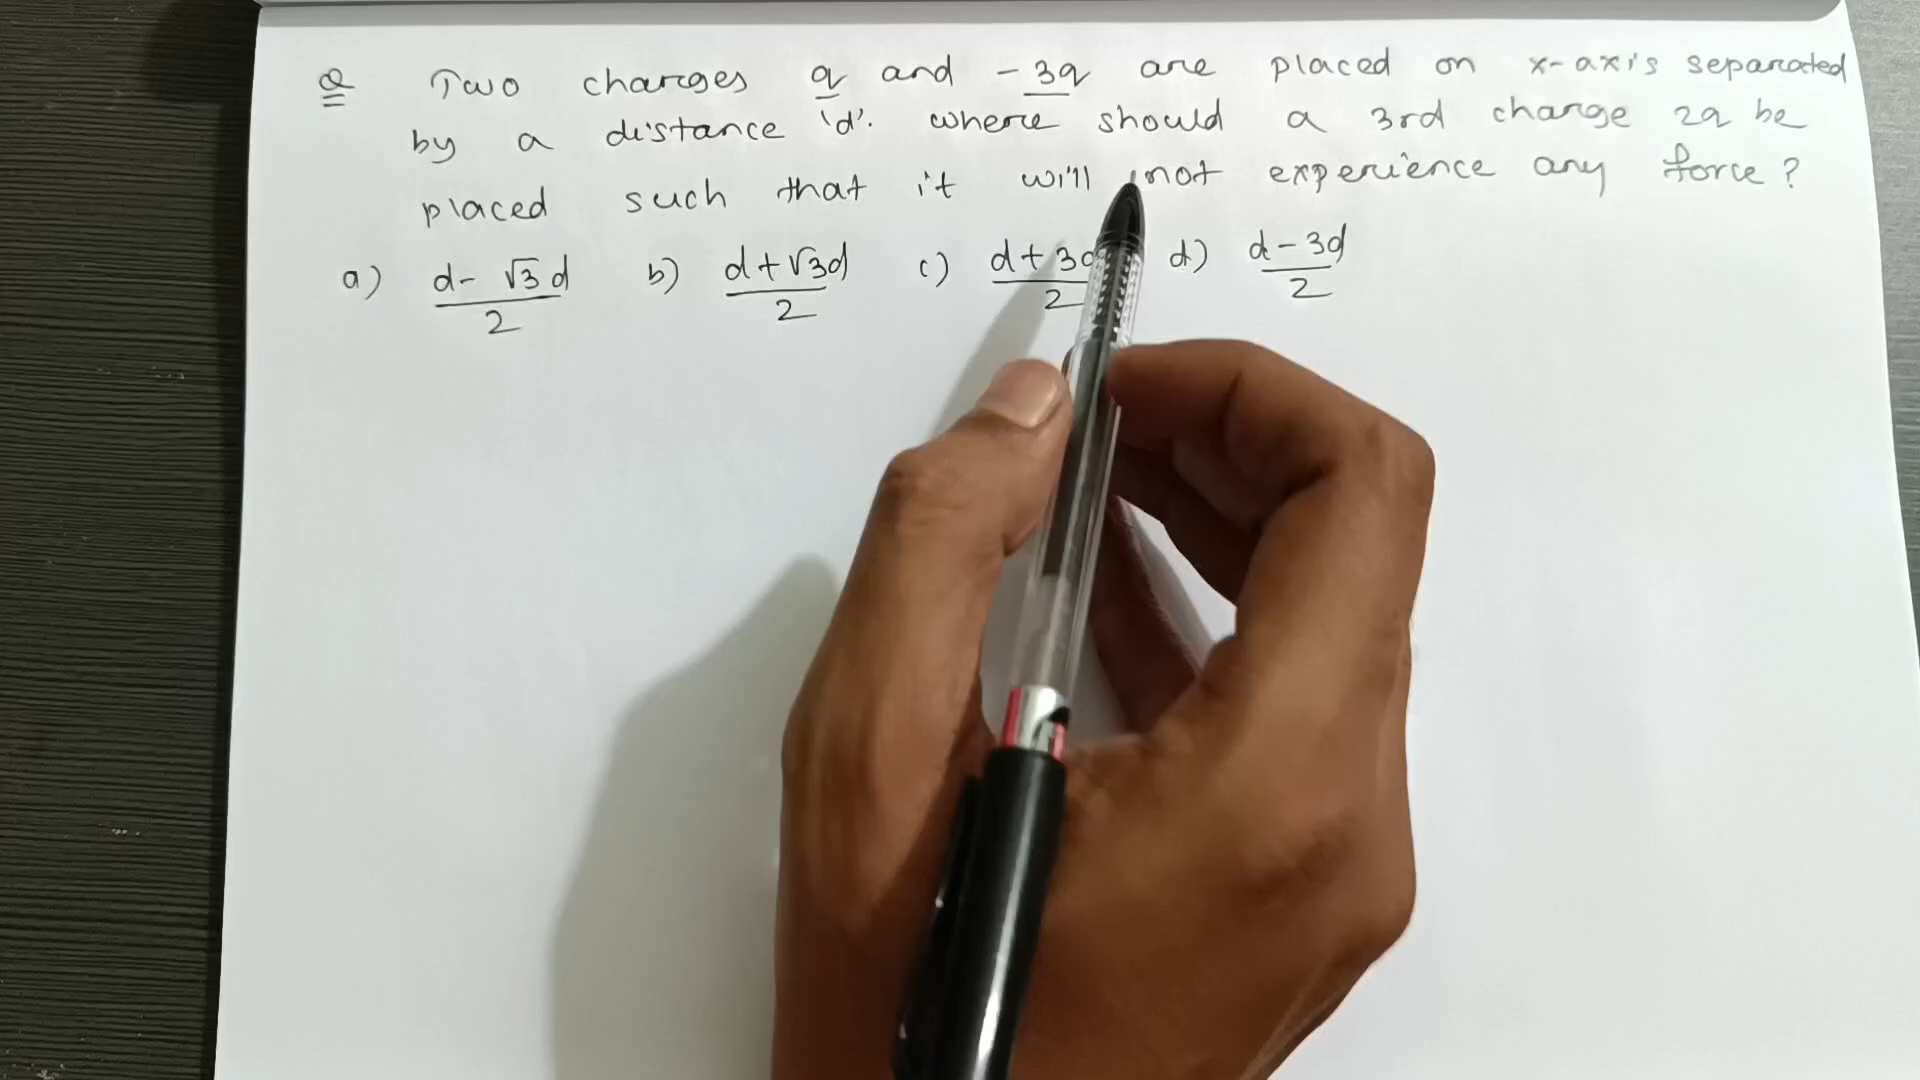 Q Two charges q and -3q are placed on x-axis separated
by a distance 'd'. where should a 3rd charge 2q be
placed such that it will not experience any force?
a) d-√3d/2 b) d+√3d/2 c) d+3d/2 d) d-3d/2